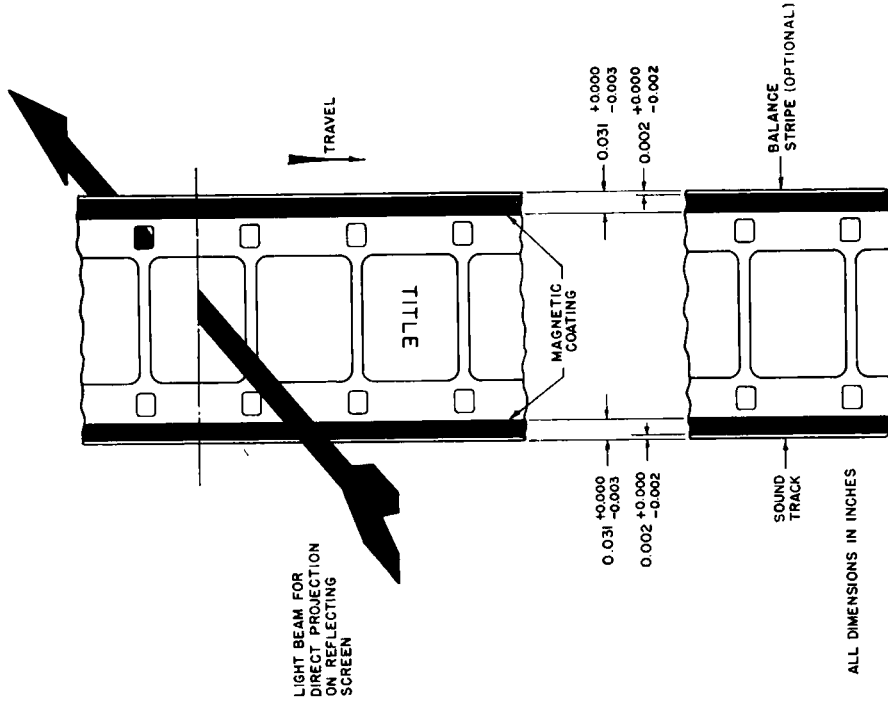 TRAVEL
LIGHT BEAM FOR
DIRECT PROJECTION
ON REFLECTING
SCREEN
TITLE
MAGNETIC
COATING
0.031 +0.000
-0.003
0.002 +0.000
-0.002
0.031 +0.000
-0.003
0.002 +0.000
-0.002
SOUND
TRACK
BALANCE
STRIPE (OPTIONAL)
ALL DIMENSIONS IN INCHES